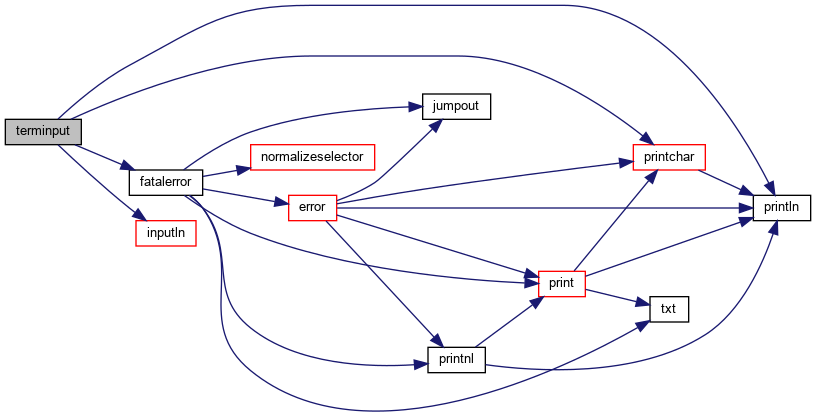 terminput
fatalerror
inputln
normalizeselector
error
jumpout
printnl
print
printchar
txt
println